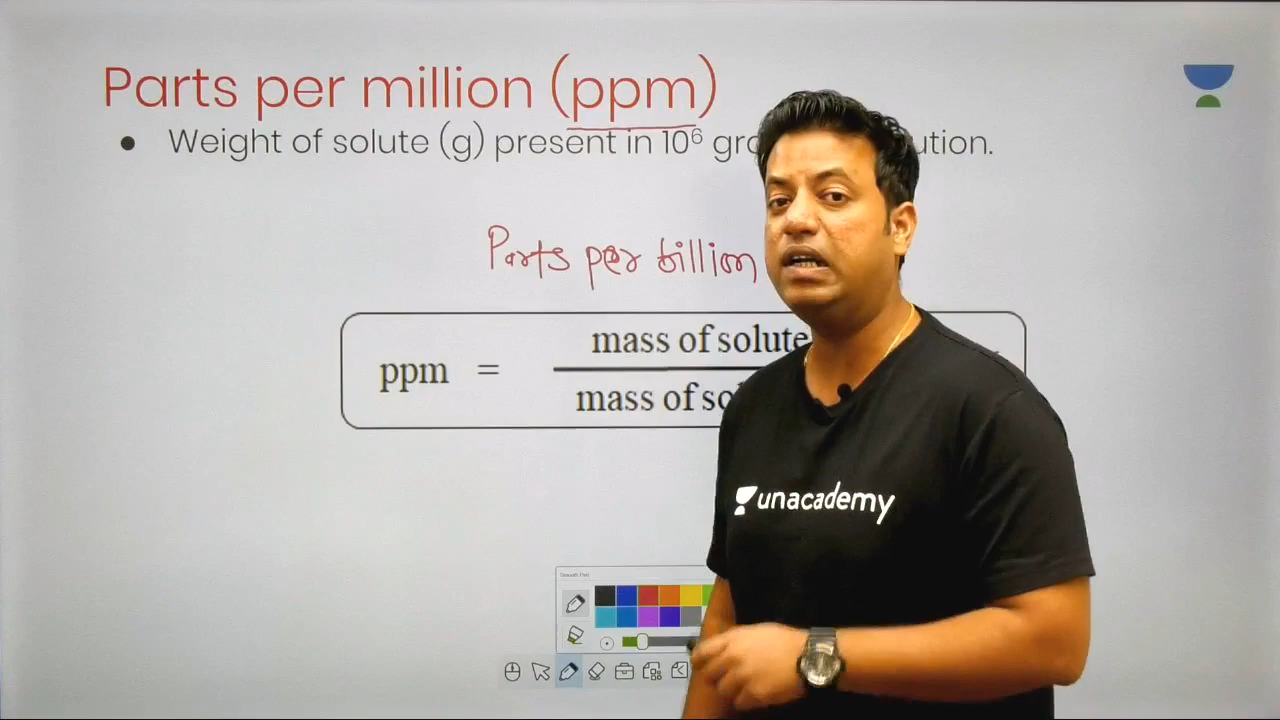 Parts per million (ppm)
● Weight of solute (g) present in 10⁶ ution.
Parts per billion
mass of solute
ppm =
mass of so
unacademy